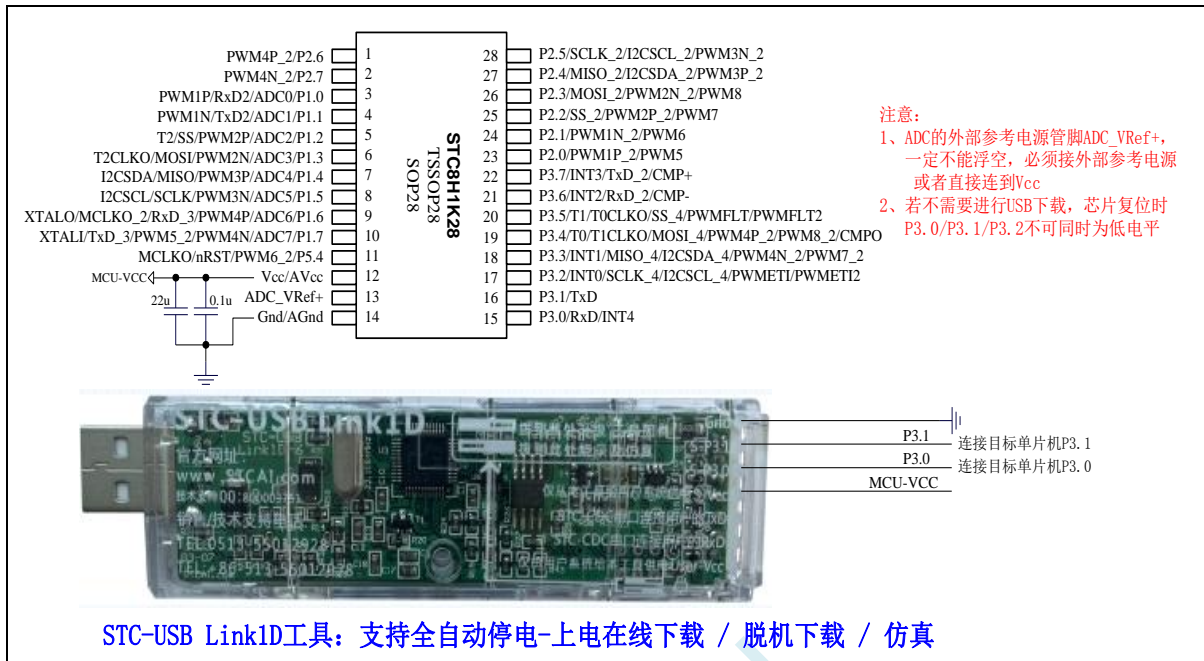 PWM4P_2/P2.6
PWM4N_2/P2.7
PWM1P/RxD2/ADC0/P1.0
PWM1N/TxD2/ADC1/P1.1
T2/SS/PWM2P/ADC2/P1.2
T2CLKO/MOSI/PWM2N/ADC3/P1.3
I2CSDA/MISO/PWM3P/ADC4/P1.4
I2CSCL/SCLK/PWM3N/ADC5/P1.5
XTALO/MCLKO_2/RxD_3/PWM4P/ADC6/P1.6
XTALI/TxD_3/PWM5_2/PWM4N/ADC7/P1.7
MCLKO/nRST/PWM6_2/P5.4
MCU-VCC
Vcc/AVcc
ADC_VRef+
Gnd/AGnd
22u
0.1u
1
2
3
4
5
6
7
8
9
10
11
12
13
14
STC8H1K28
TSSOP28
SOP28
28
27
26
25
24
23
22
21
20
19
18
17
16
15
P2.5/SCLK_2/I2CSCL_2/PWM3N_2
P2.4/MISO_2/I2CSDA_2/PWM3P_2
P2.3/MOSI_2/PWM2N_2/PWM8
P2.2/SS_2/PWM2P_2/PWM7
P2.1/PWM1N_2/PWM6
P2.0/PWM1P_2/PWM5
P3.7/INT3/TxD_2/CMP+
P3.6/INT2/RxD_2/CMP-
P3.5/T1/T0CLKO/SS_4/PWMFLT/PWMFLT2
P3.4/T0/T1CLKO/MOSI_4/PWM4P_2/PWM8_2/CMPO
P3.3/INT1/MISO_4/I2CSDA_4/PWM4N_2/PWM7_2
P3.2/INT0/SCLK_4/I2CSCL_4/PWMETI/PWMETI2
P3.1/TxD
P3.0/RxD/INT4
注意：
1、ADC的外部参考电源管脚ADC_VRef+，
一定不能浮空，必须接外部参考电源
或者直接连到Vcc
2、若不需要进行USB下载，芯片复位时
P3.0/P3.1/P3.2不可同时为低电平
STC-USB Link1D
官方网址:
www.STCAI.com
TEL:0513-55012928
Gnd
P3.1 连接目标单片机P3.1
P3.0 连接目标单片机P3.0
MCU-VCC
STC-USB Link1D工具：支持全自动停电-上电在线下载 / 脱机下载 / 仿真